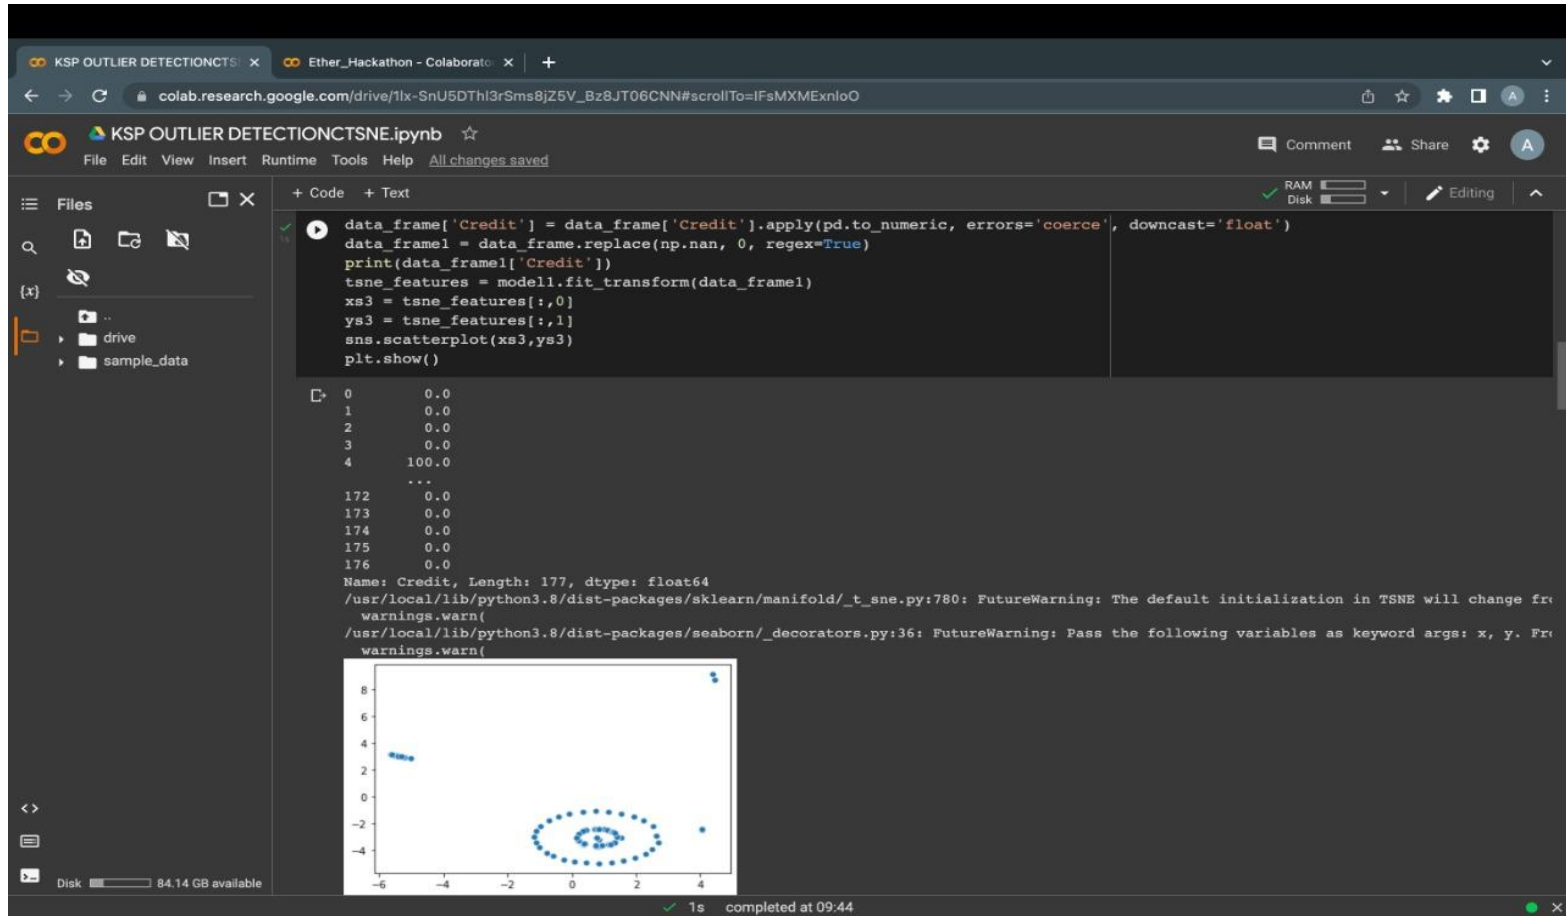 KSP OUTLIER DETECTIONCTS
Ether_Hackathon - Colaborato
colab.research.google.com/drive/1lx-SnU5DThl3rSms8jZ5V_Bz8JT06CNN#scrollTo=IFsMXMExnIoO
A
KSP OUTLIER DETECTIONCTSNE.ipynb
File Edit View Insert Runtime Tools Help All changes saved
Comment Share A
Files
+ Code + Text
RAM
Disk
Editing
{x}
..
drive
sample_data
1s
data_frame['Credit'] = data_frame['Credit'].apply(pd.to_numeric, errors='coerce', downcast='float')
data_frame1 = data_frame.replace(np.nan, 0, regex=True)
print(data_frame1['Credit'])
tsne_features = model1.fit_transform(data_frame1)
xs3 = tsne_features[:,0]
ys3 = tsne_features[:,1]
sns.scatterplot(xs3,ys3)
plt.show()
0 0.0
1 0.0
2 0.0
3 0.0
4 100.0
...
172 0.0
173 0.0
174 0.0
175 0.0
176 0.0
Name: Credit, Length: 177, dtype: float64
/usr/local/lib/python3.8/dist-packages/sklearn/manifold/_t_sne.py:780: FutureWarning: The default initialization in TSNE will change fr
warnings.warn(
/usr/local/lib/python3.8/dist-packages/seaborn/_decorators.py:36: FutureWarning: Pass the following variables as keyword args: x, y. Fr
warnings.warn(
8
6
4
2
0
−2
−4
−6 −4 −2 0 2 4
Disk 84.14 GB available
1s completed at 09:44